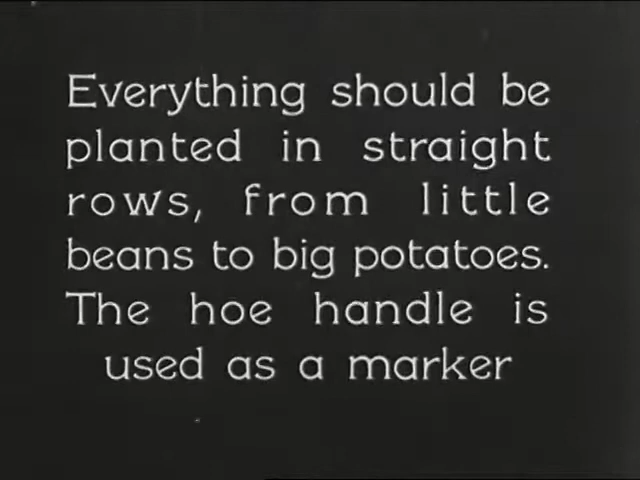 Everything should be
planted in straight
rows, from little
beans to big potatoes.
The hoe handle is
used as a marker